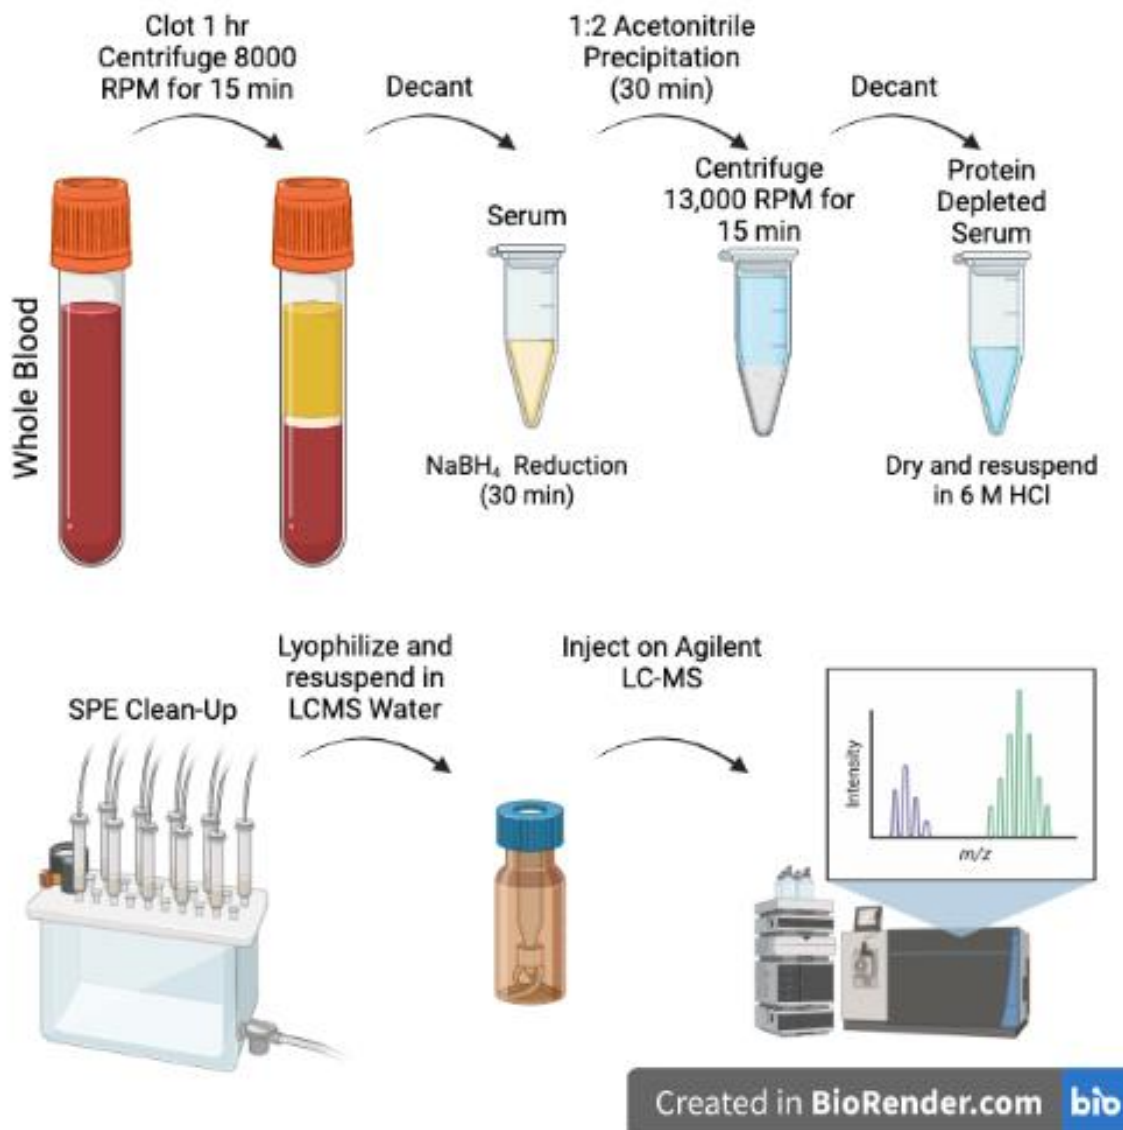 Clot 1 hr
Centrifuge 8000
RPM for 15 min
Decant
1:2 Acetonitrile
Precipitation
(30 min)
Decant
Whole Blood
Serum
NaBH₄ Reduction
(30 min)
Centrifuge
13,000 RPM for
15 min
Protein
Depleted
Serum
Dry and resuspend
in 6 M HCl
SPE Clean-Up
Lyophilize and
resuspend in
LCMS Water
Inject on Agilent
LC-MS
Intensity
m/z
Created in BioRender.com bio